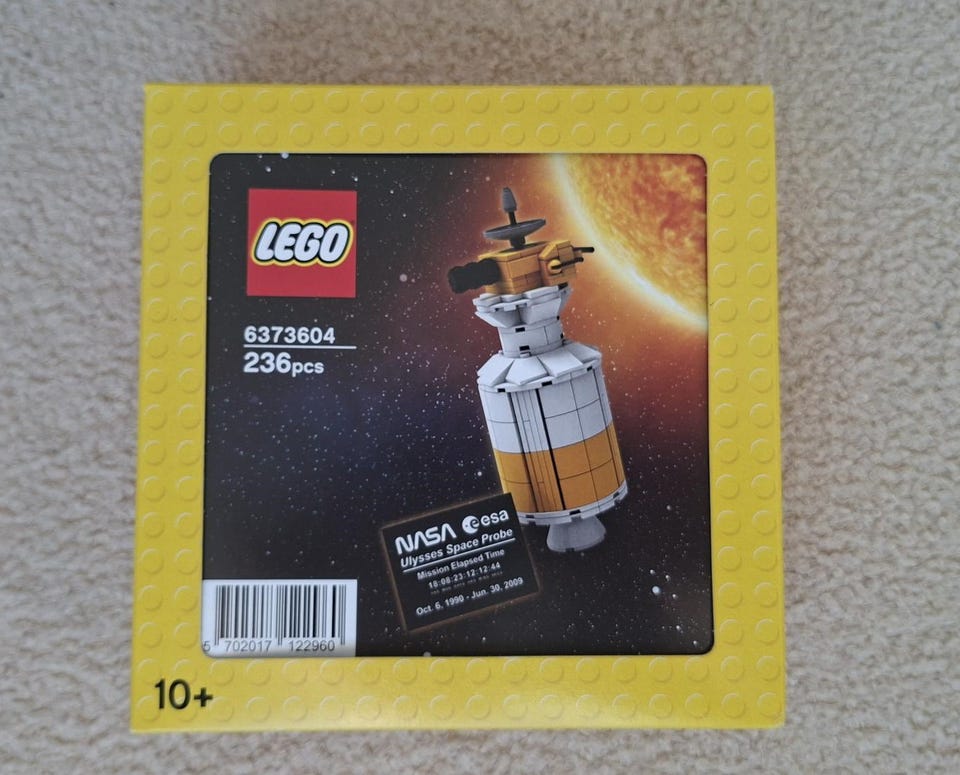 LEGO
6373604
236pcs
NASA esa
Ulysses Space Probe
Mission Elapsed Time
18:08:23:12:12:44
Oct. 6, 1990 - Jun. 30, 2009
5 702017 122960
10+